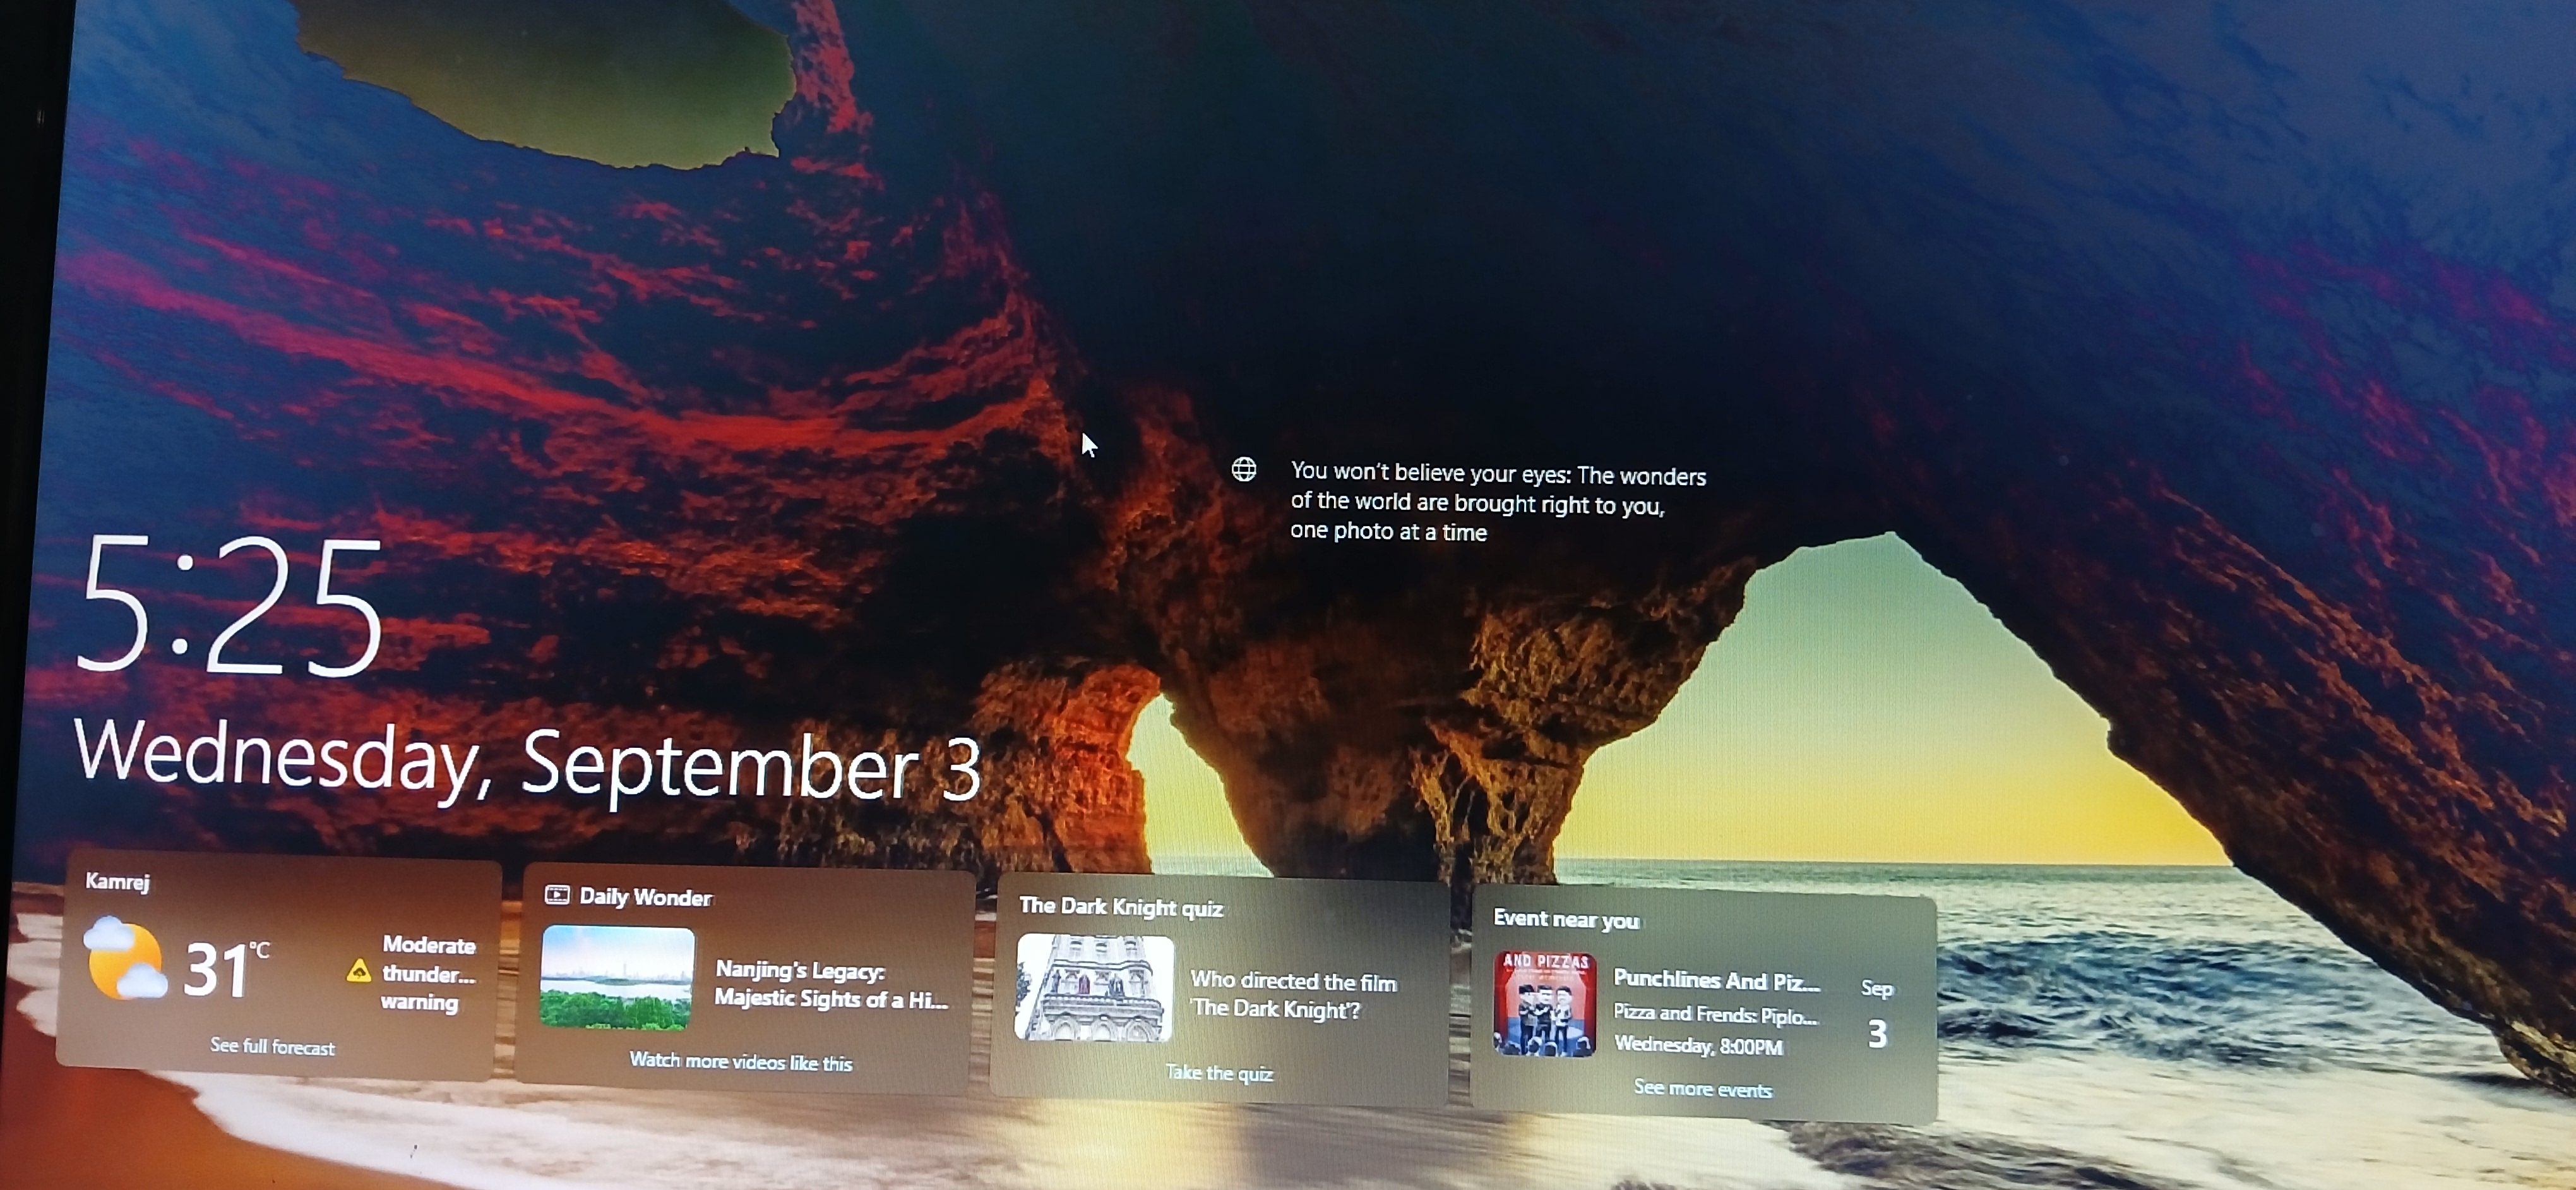 You won't believe your eyes: The wonders
of the world are brought right to you,
one photo at a time
5:25
Wednesday, September 3
Kamrej
31°C
Moderate
thunder...
warning
See full forecast
Daily Wonder
Nanjing's Legacy:
Majestic Sights of a Hi...
Watch more videos like this
The Dark Knight quiz
Who directed the film
'The Dark Knight'?
Take the quiz
Event near you
AND PIZZAS
Punchlines And Piz...
Pizza and Frends: Piplo...
Wednesday, 8:00PM
Sep
3
See more events